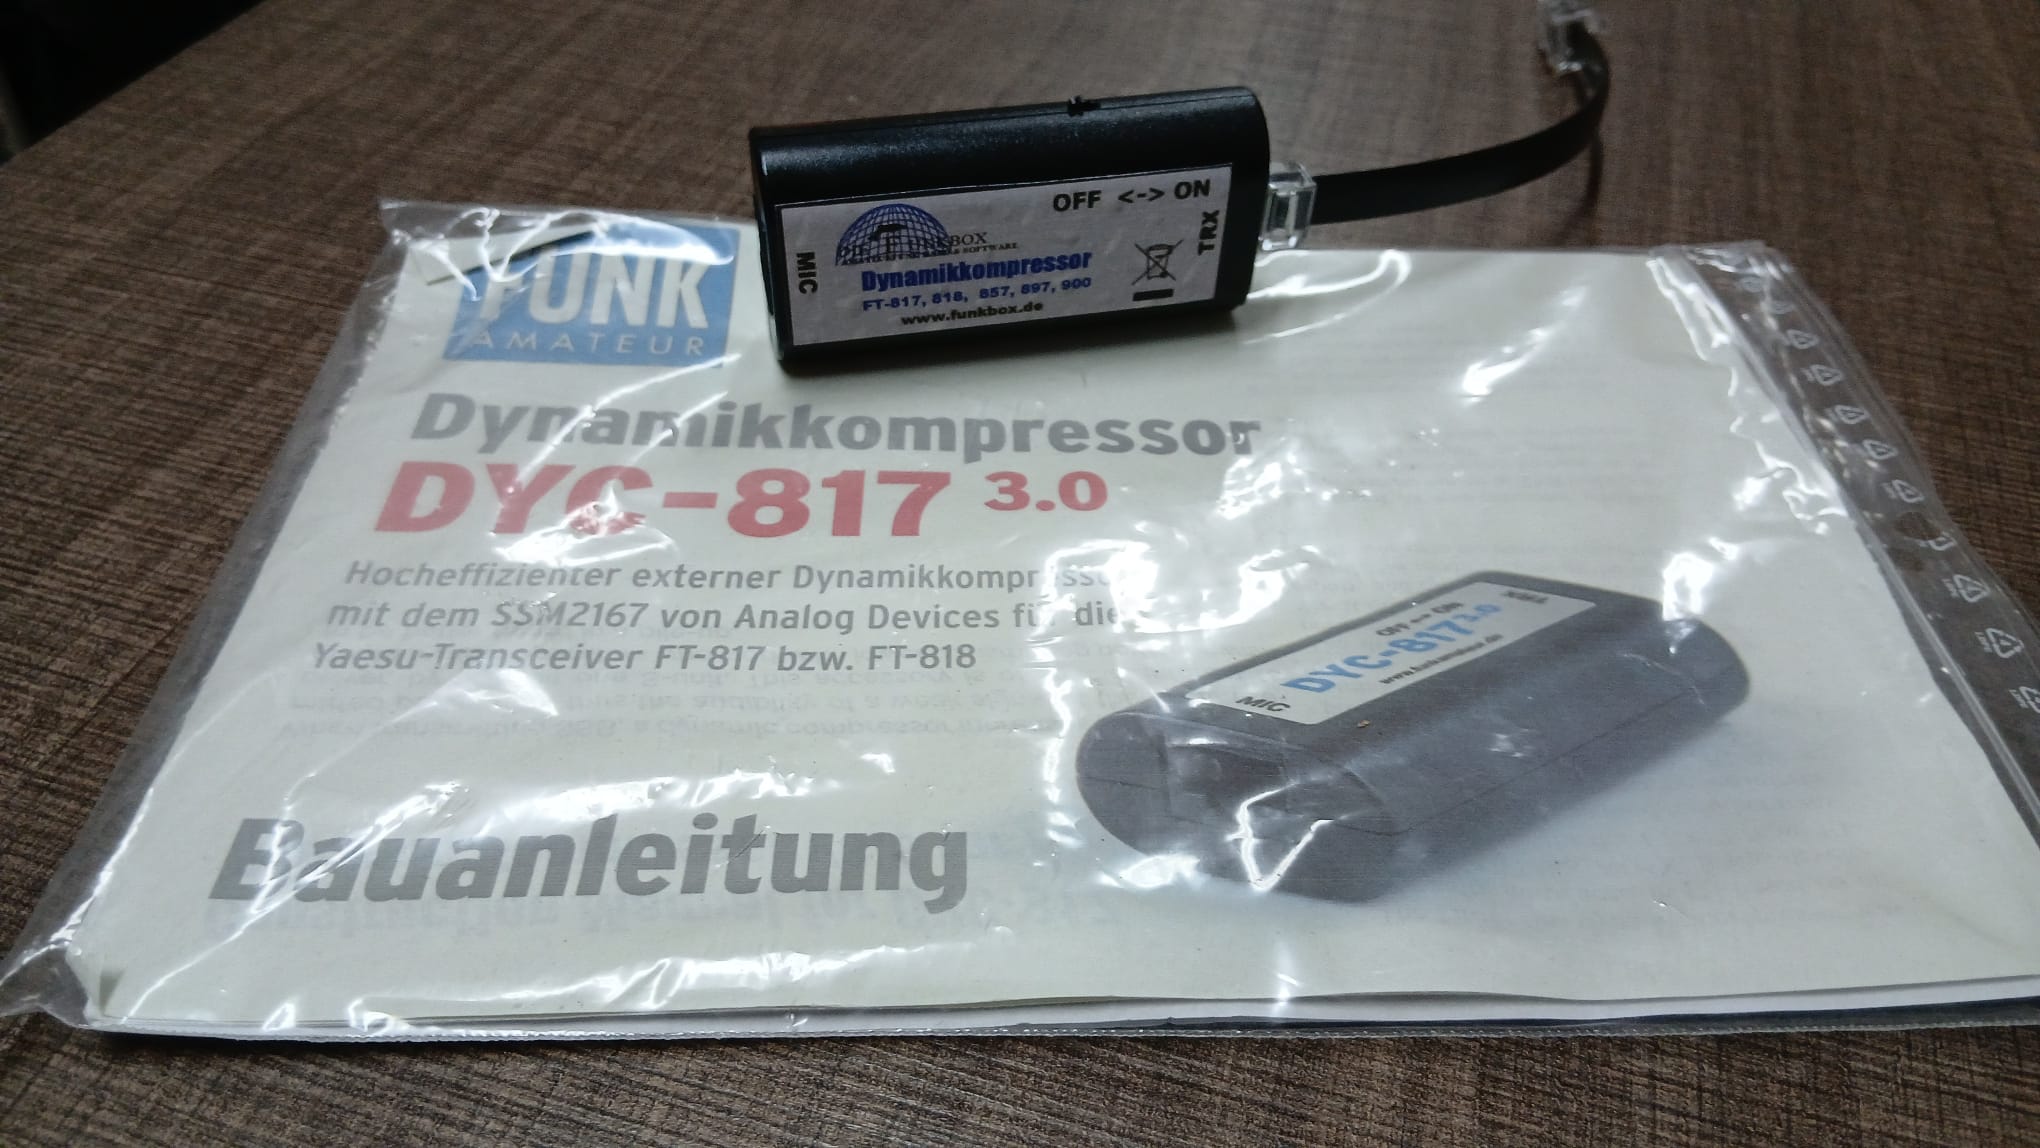 OFF <-> ON
MIC
TRX
Dynamikkompressor
FT-817, 818, 857, 897, 900
www.funkbox.de
FUNK
AMATEUR
Dynamikkompressor
DYC-817 3.0
Hocheffizienter externer Dynamikkompresso
mit dem SSM2167 von Analog Devices für die
Yaesu-Transceiver FT-817 bzw. FT-818
OFF <-> ON
DYC-817 3.0
MIC
Bauanleitung